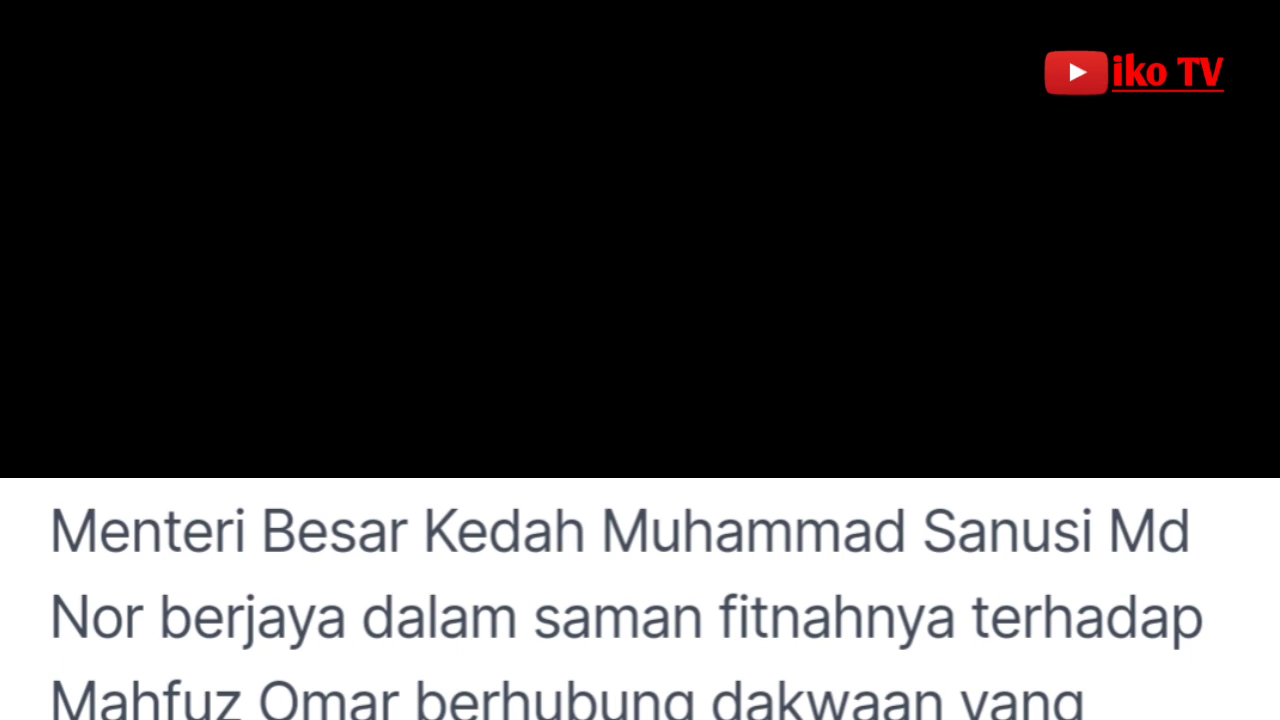 iko TV
Menteri Besar Kedah Muhammad Sanusi Md
Nor berjaya dalam saman fitnahnya terhadap
Mahfuz Omar berhubung dakwaan yang